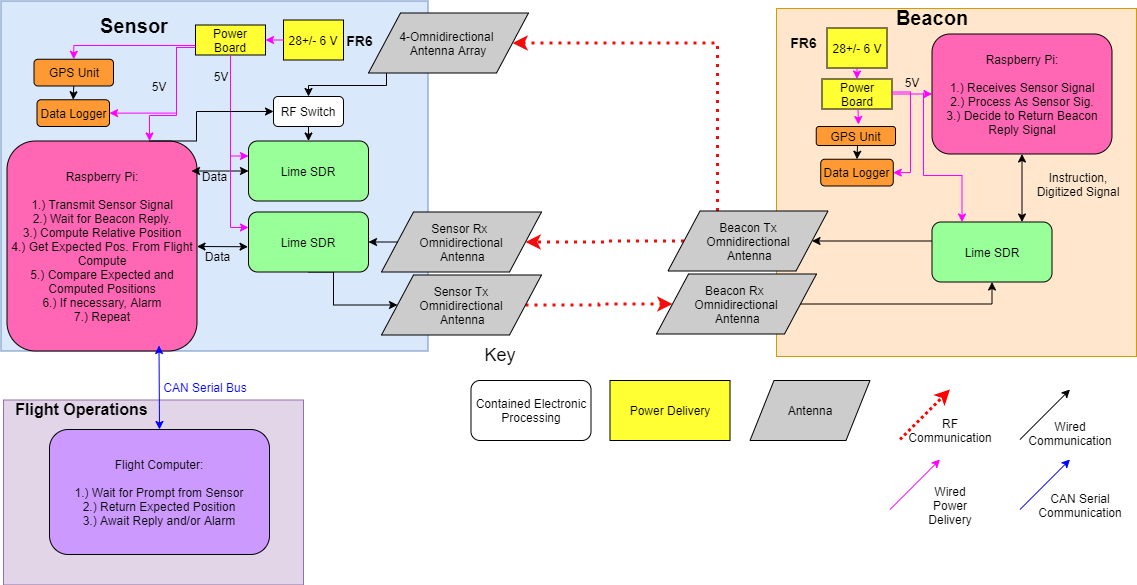 Sensor
Power
Board
28+/- 6 V
FR6
4-Omnidirectional
Antenna Array
GPS Unit
5V
5V
Data Logger
RF Switch
Raspberry Pi:
1.) Transmit Sensor Signal
2.) Wait for Beacon Reply.
3.) Compute Relative Position
4.) Get Expected Pos. From Flight
Compute
5.) Compare Expected and
Computed Positions
6.) If necessary, Alarm
7.) Repeat
Data
Lime SDR
Data
Lime SDR
Sensor Rx
Omnidirectional
Antenna
Sensor Tx
Omnidirectional
Antenna
Beacon
FR6
28+/- 6 V
Power
Board
5V
GPS Unit
Data Logger
Raspberry Pi:
1.) Receives Sensor Signal
2.) Process As Sensor Sig.
3.) Decide to Return Beacon
Reply Signal
Instruction,
Digitized Signal
Lime SDR
Beacon Tx
Omnidirectional
Antenna
Beacon Rx
Omnidirectional
Antenna
CAN Serial Bus
Flight Operations
Flight Computer:
1.) Wait for Prompt from Sensor
2.) Return Expected Position
3.) Await Reply and/or Alarm
Key
Contained Electronic
Processing
Power Delivery
Antenna
RF
Communication
Wired
Communication
Wired
Power
Delivery
CAN Serial
Communication